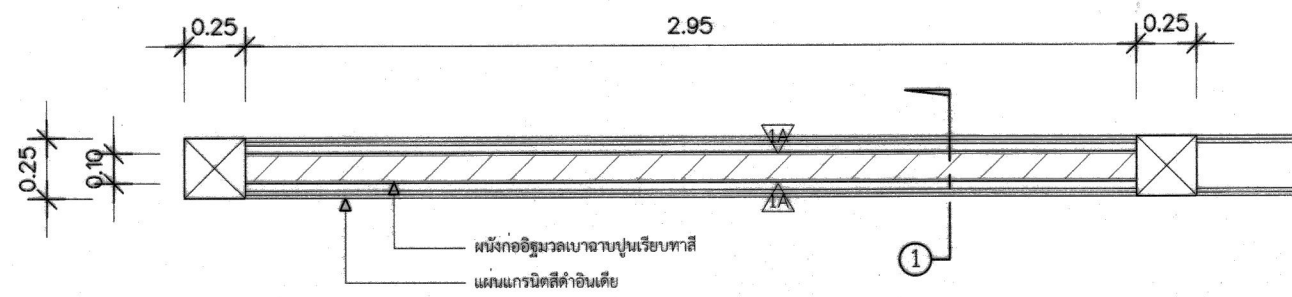 0.25 2.95 0.25
1A
0.25 0.10
1A
ผนังก่ออิฐมวลเบาฉาบปูนเรียบทาสี
1
แผ่นแกรนิตสีดำอินเดีย